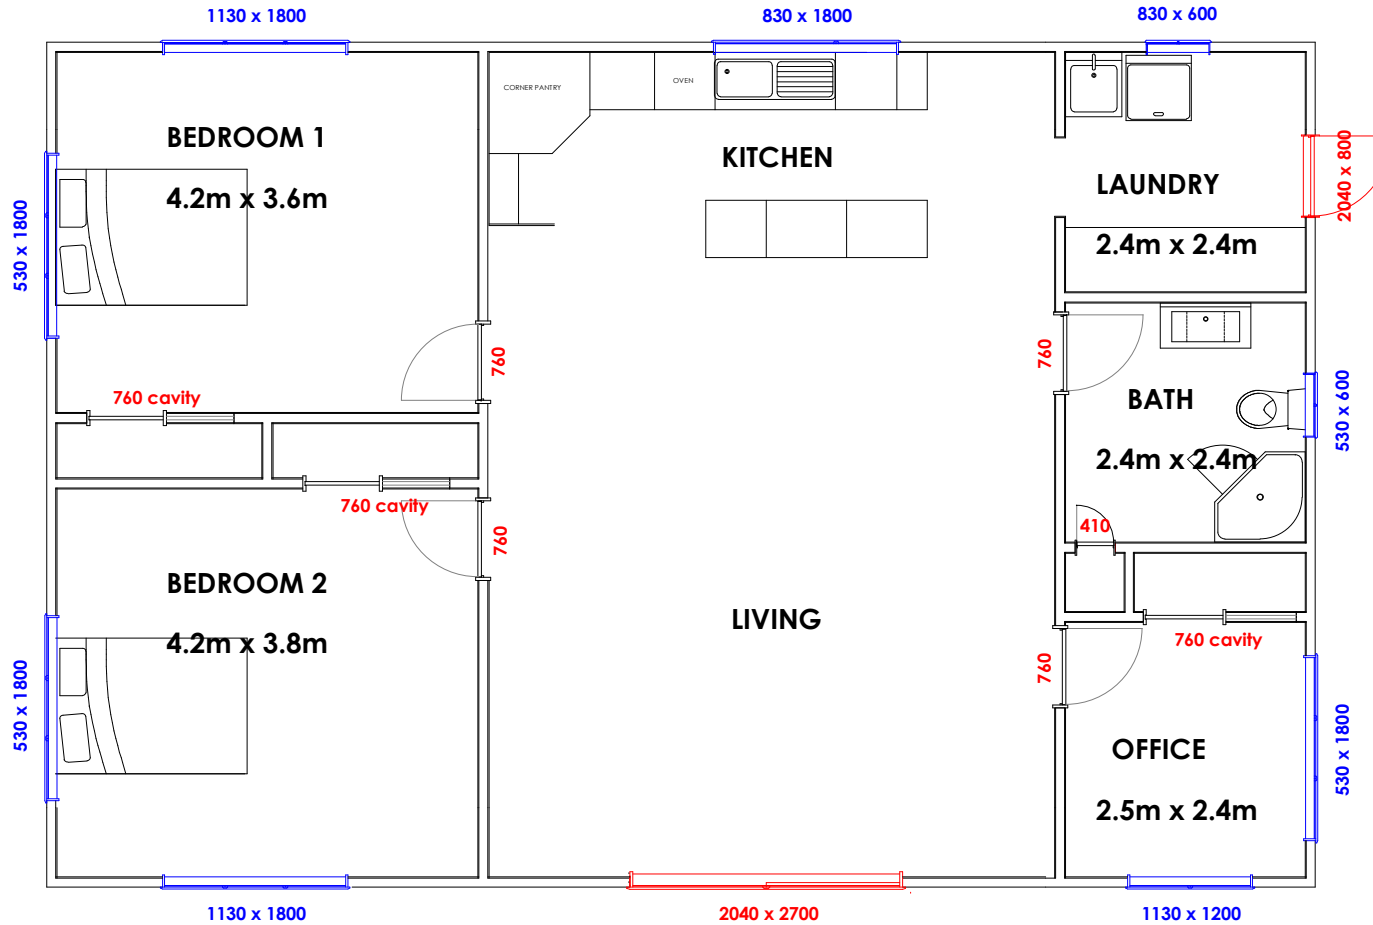 1130 x 1800
830 x 1800
830 x 600
CORNER PANTRY
OVEN
BEDROOM 1
4.2m x 3.6m
KITCHEN
LAUNDRY
2.4m x 2.4m
2040 x 800
530 x 1800
760
760
760 cavity
BATH
2.4m x 2.4m
530 x 600
760 cavity
760
410
BEDROOM 2
4.2m x 3.8m
LIVING
760
760 cavity
530 x 1800
OFFICE
2.5m x 2.4m
530 x 1800
1130 x 1800
2040 x 2700
1130 x 1200